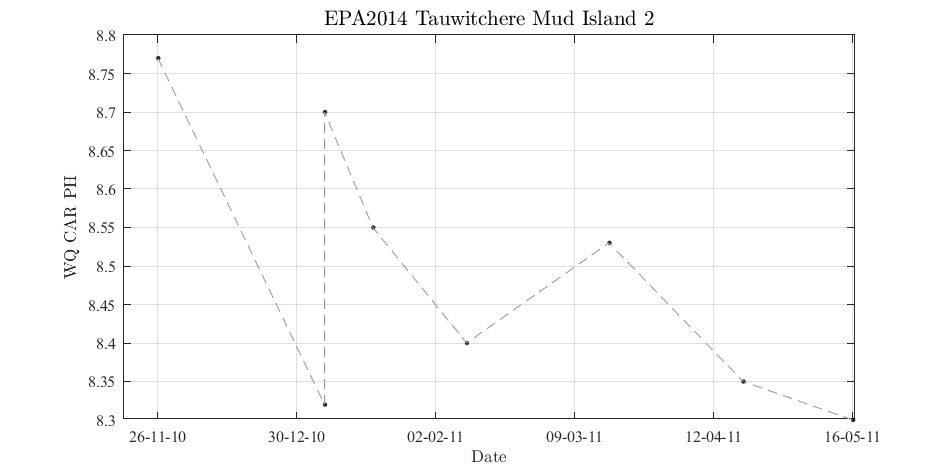 EPA2014 Tauwitchere Mud Island 2
8.8
8.75
8.7
8.65
8.6
8.55
8.5
8.45
8.4
8.35
8.3
WQ CAR PH
26-11-10 30-12-10 02-02-11 09-03-11 12-04-11 16-05-11
Date